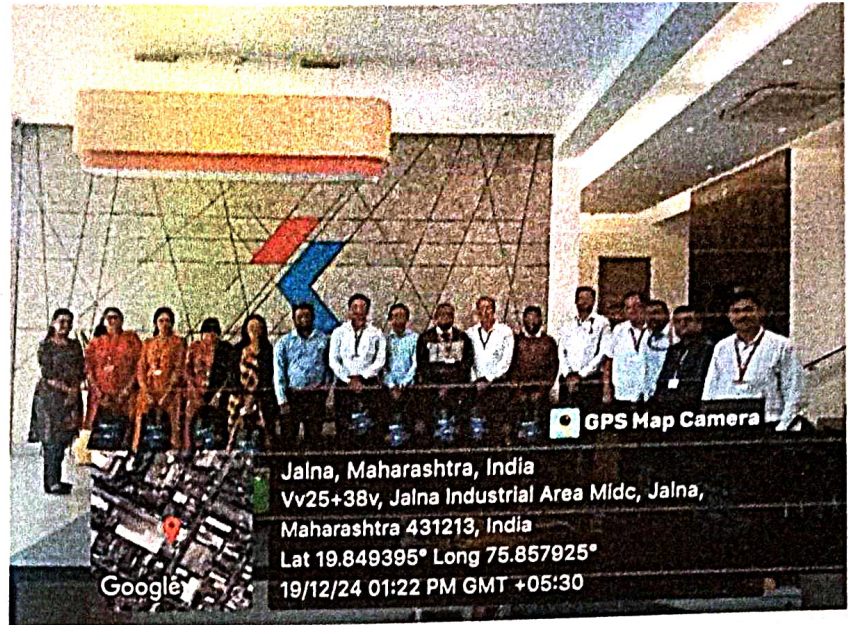 GPS Map Camera
Jalna, Maharashtra, India
Vv25+38v, Jalna Industrial Area Midc, Jalna,
Maharashtra 431213, India
Lat 19.849395° Long 75.857925°
19/12/24 01:22 PM GMT +05:30
Google